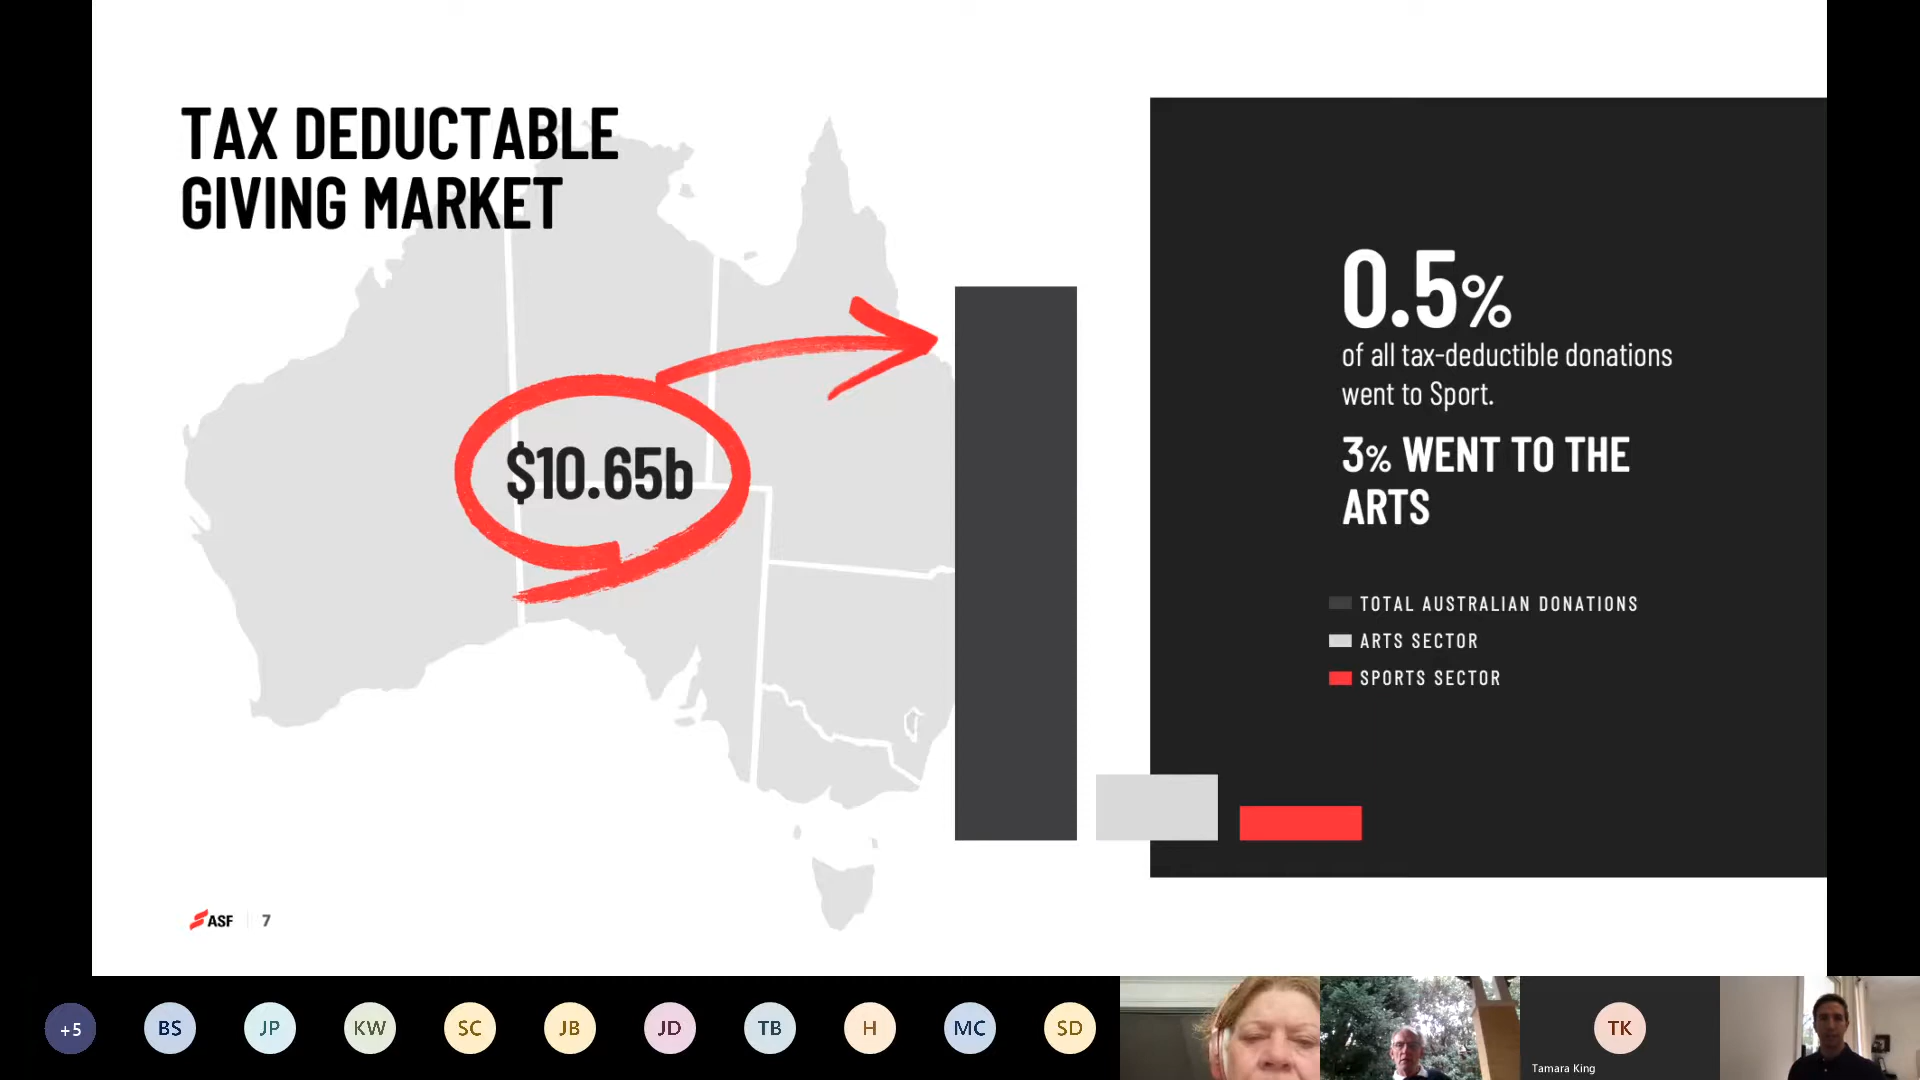 TAX DEDUCTABLE
GIVING MARKET
$10.65b
0.5%
of all tax-deductible donations
went to Sport.
3% WENT TO THE
ARTS
TOTAL AUSTRALIAN DONATIONS
ARTS SECTOR
SPORTS SECTOR
ASF 7
+5 BS JP KW SC JB JD TB H MC SD TK
Tamara King